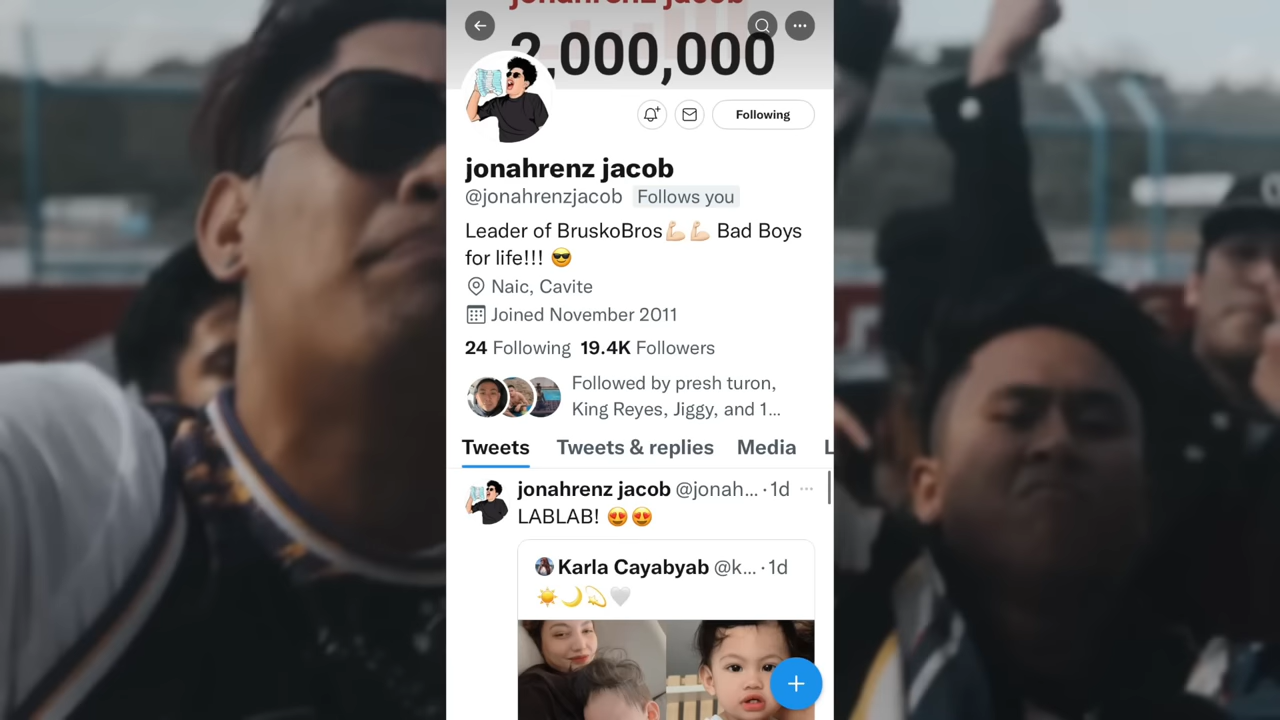 jonahrenz jacob
2,000,000
Following
jonahrenz jacob
@jonahrenzjacob Follows you
Leader of BruskoBros💪🏻💪🏻 Bad Boys
for life!!! 😎
Naic, Cavite
Joined November 2011
24 Following 19.4K Followers
Followed by presh turon,
King Reyes, Jiggy, and 1...
Tweets Tweets & replies Media L
jonahrenz jacob @jonah... · 1d
LABLAB! 😍😍
Karla Cayabyab @k... · 1d
☀️🌙💫🤍